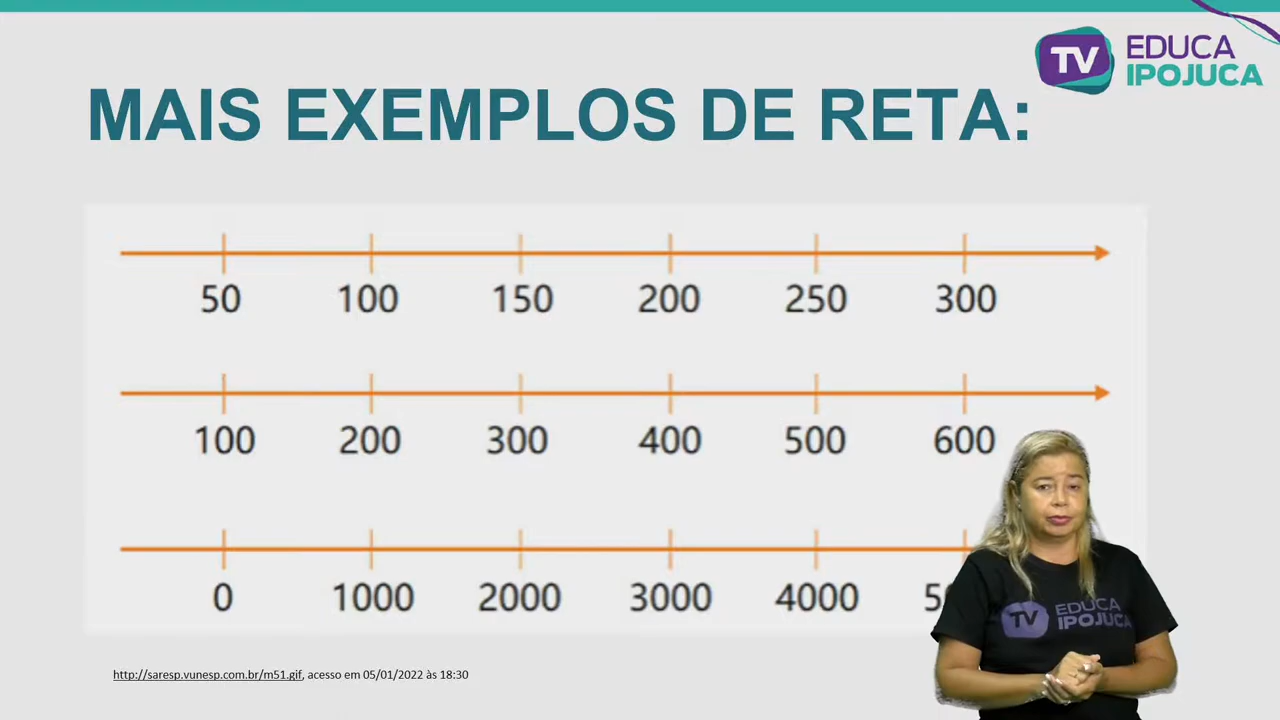 TV EDUCA
IPOJUCA
MAIS EXEMPLOS DE RETA:
50 100 150 200 250 300
100 200 300 400 500 600
0 1000 2000 3000 4000
TV EDUCA
IPOJUCA
http://saresp.vunesp.com.br/m51.gif, acesso em 05/01/2022 às 18:30